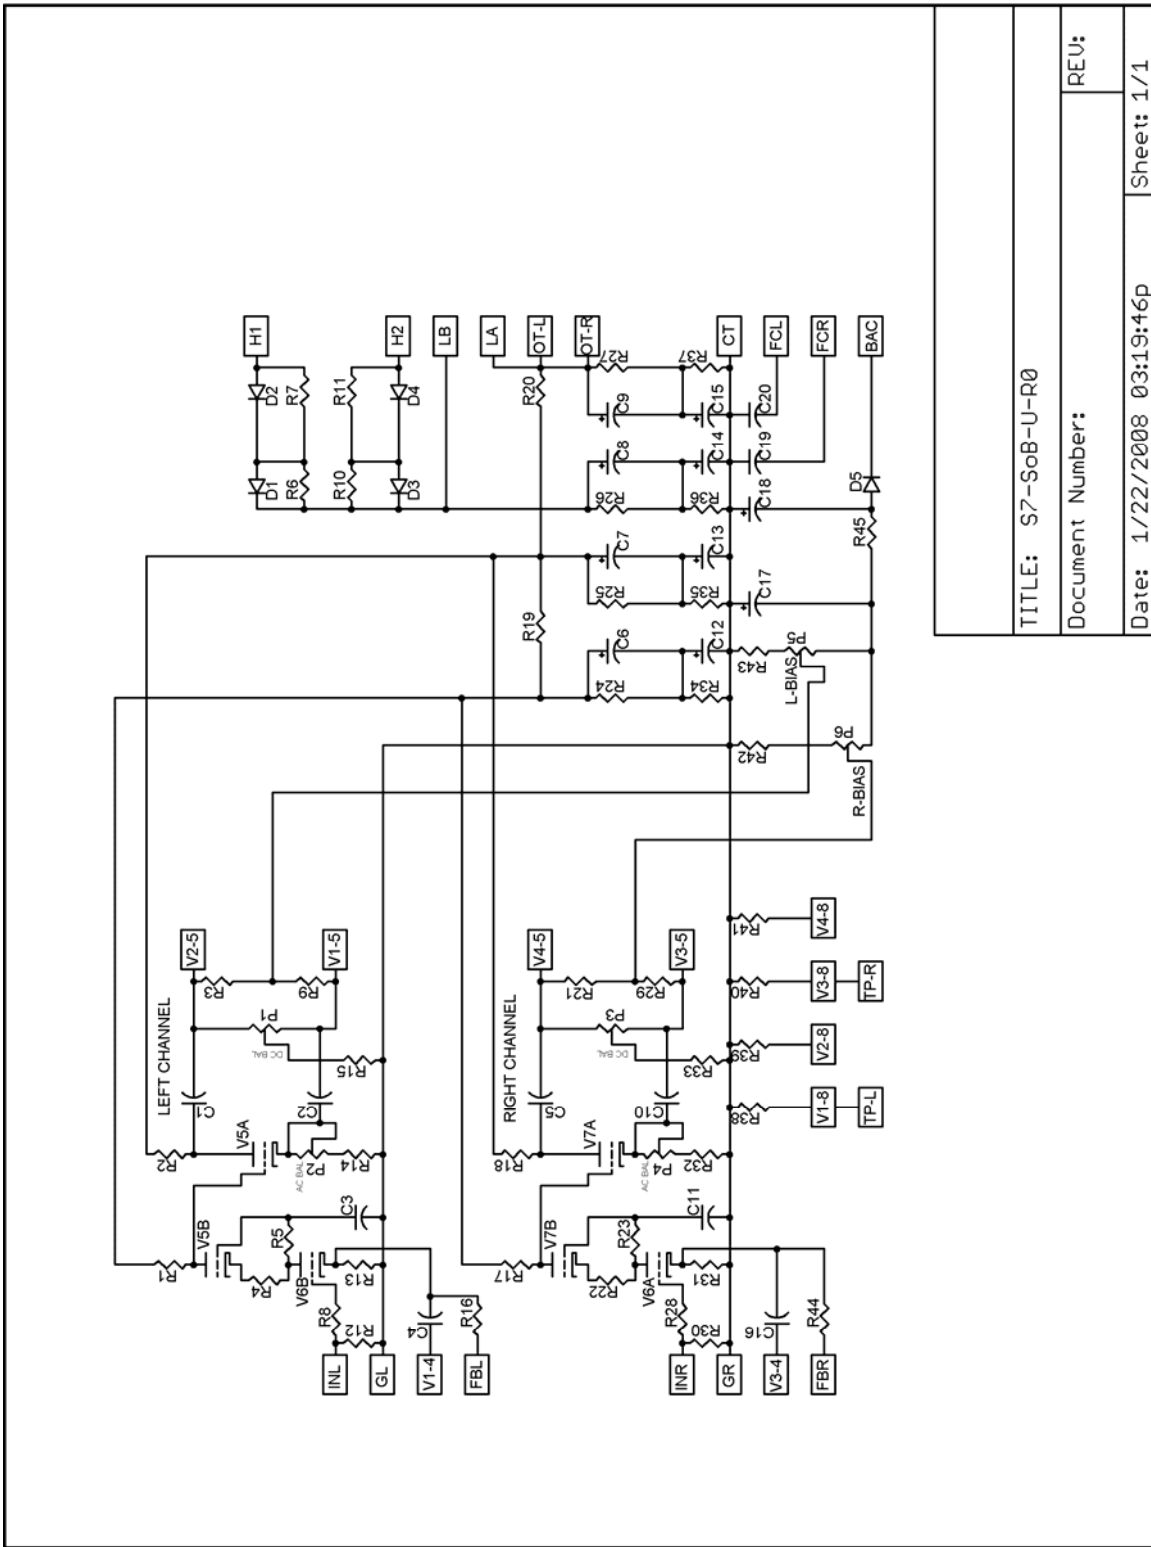 H1
D2
R7
D1
R6
R11
H2
D4
R10
D3
LB
LA
OT-L
OT-R
R20
R27
R37
CT
FCL
FCR
BAC
C9
C15
C20
C8
C14
C19
R26
R36
C18
D5
R45
C7
C13
R25
R35
C17
R19
C6
C12
R24
R34
R43
P5
L-BIAS
R42
P6
R-BIAS
LEFT CHANNEL
V2-5
R3
R9
V1-5
P1
DC BAL
C1
C2
R15
R2
V5A
P2
AC BAL
R14
R1
V5B
R5
C3
R4
V6B
R13
R8
R12
C4
R16
INL
GL
V1-4
FBL
RIGHT CHANNEL
V4-5
R21
R29
V3-5
P3
DC BAL
C5
C10
R33
R18
V7A
P4
AC BAL
R32
R17
V7B
R23
C11
R22
V6A
R31
R28
R30
C16
R44
INR
GR
V3-4
FBR
R41
V4-8
R40
V3-8
TP-R
R39
V2-8
R38
V1-8
TP-L
TITLE: S7-SoB-U-R0
Document Number:
REV:
Date: 1/22/2008 03:19:46p
Sheet: 1/1